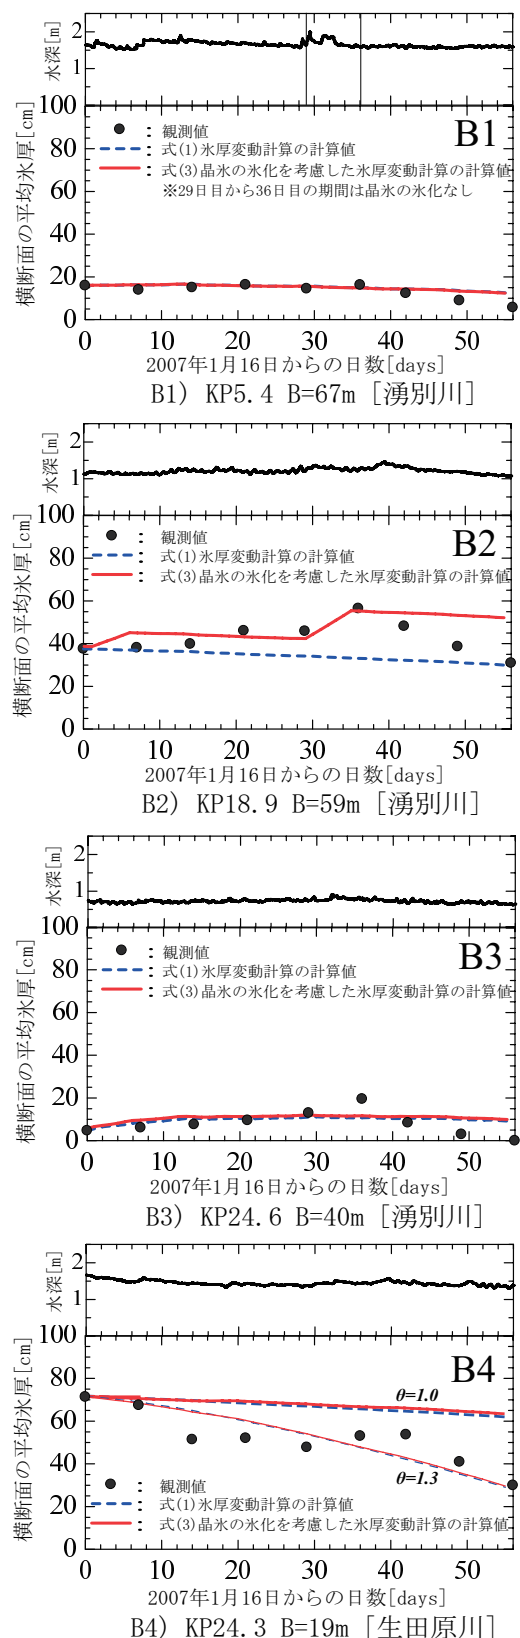 水深[m]
2
1
横断面の平均氷厚[cm]
100
80
60
40
20
0
B1
： 観測値
： 式(1)氷厚変動計算の計算値
： 式(3)晶氷の氷化を考慮した氷厚変動計算の計算値
※29日目から36日目の期間は晶氷の氷化なし
0 10 20 30 40 50
2007年1月16日からの日数[days]
B1) KP5.4 B=67m [湧別川]
水深[m]
2
1
横断面の平均氷厚[cm]
100
80
60
40
20
0
B2
： 観測値
： 式(1)氷厚変動計算の計算値
： 式(3)晶氷の氷化を考慮した氷厚変動計算の計算値
0 10 20 30 40 50
2007年1月16日からの日数[days]
B2) KP18.9 B=59m [湧別川]
水深[m]
2
1
横断面の平均氷厚[cm]
100
80
60
40
20
0
B3
： 観測値
： 式(1)氷厚変動計算の計算値
： 式(3)晶氷の氷化を考慮した氷厚変動計算の計算値
0 10 20 30 40 50
2007年1月16日からの日数[days]
B3) KP24.6 B=40m [湧別川]
水深[m]
2
1
横断面の平均氷厚[cm]
100
80
60
40
20
0
B4
θ=1.0
θ=1.3
： 観測値
： 式(1)氷厚変動計算の計算値
： 式(3)晶氷の氷化を考慮した氷厚変動計算の計算値
0 10 20 30 40 50
2007年1月16日からの日数[days]
B4) KP24.3 B=19m [生田原川]